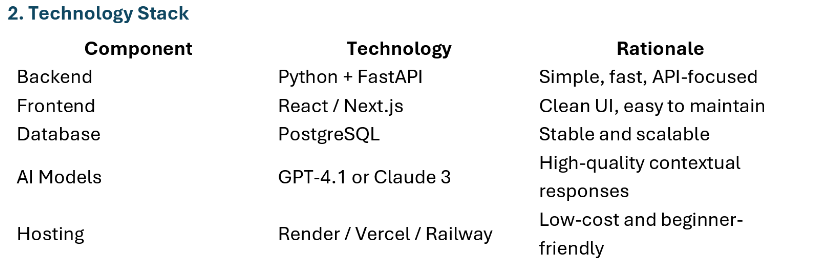 2. Technology Stack
Component Technology Rationale
Backend Python + FastAPI Simple, fast, API-focused
Frontend React / Next.js Clean UI, easy to maintain
Database PostgreSQL Stable and scalable
AI Models GPT-4.1 or Claude 3 High-quality contextual
responses
Hosting Render / Vercel / Railway Low-cost and beginner-
friendly